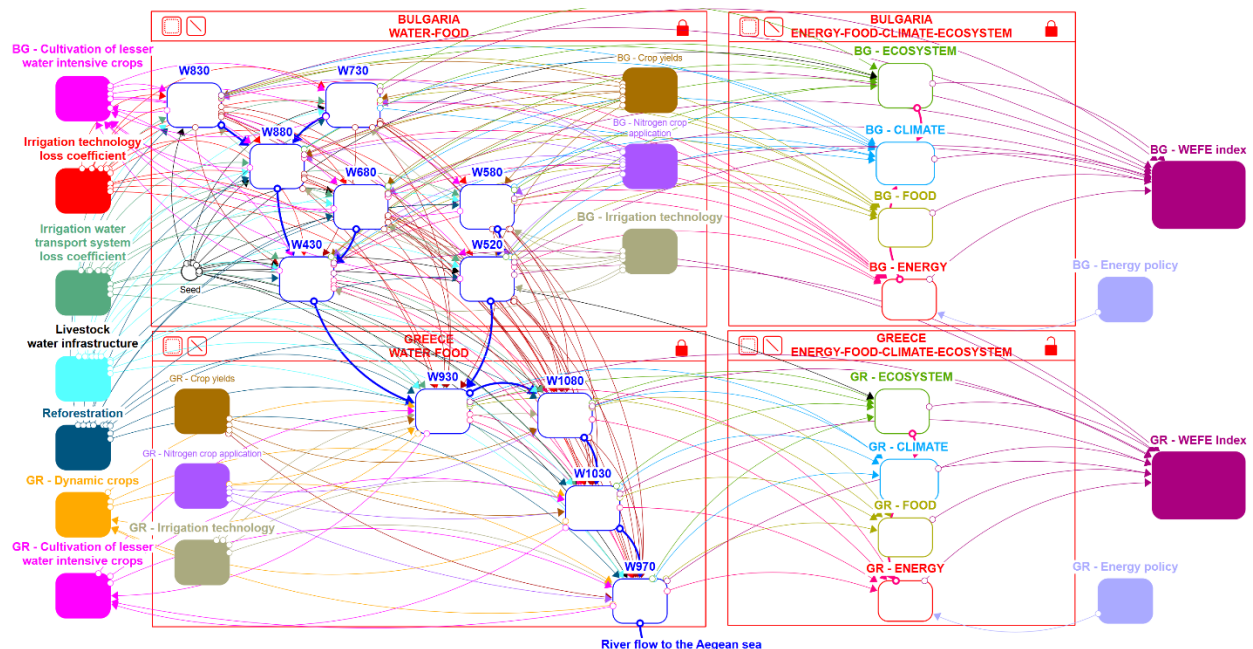 BULGARIA
WATER-FOOD
BULGARIA
ENERGY-FOOD-CLIMATE-ECOSYSTEM
BG - Cultivation of lesser
water intensive crops
W830
W730
BG - Crop yields
BG - ECOSYSTEM
Irrigation technology
loss coefficient
W880
BG - Nitrogen crop
application
BG - CLIMATE
BG - WEFE index
W680
W580
BG - FOOD
Irrigation water
transport system
loss coefficient
BG - Irrigation technology
W430
W520
Seed
BG - ENERGY
BG - Energy policy
Livestock
water infrastructure
GREECE
WATER-FOOD
GREECE
ENERGY-FOOD-CLIMATE-ECOSYSTEM
GR - Crop yields
W930
W1080
GR - ECOSYSTEM
Reforestration
GR - Nitrogen crop application
GR - CLIMATE
GR - WEFE Index
GR - Dynamic crops
W1030
GR - FOOD
GR - Irrigation technology
GR - Cultivation of lesser
water intensive crops
W970
GR - ENERGY
GR - Energy policy
River flow to the Aegean sea